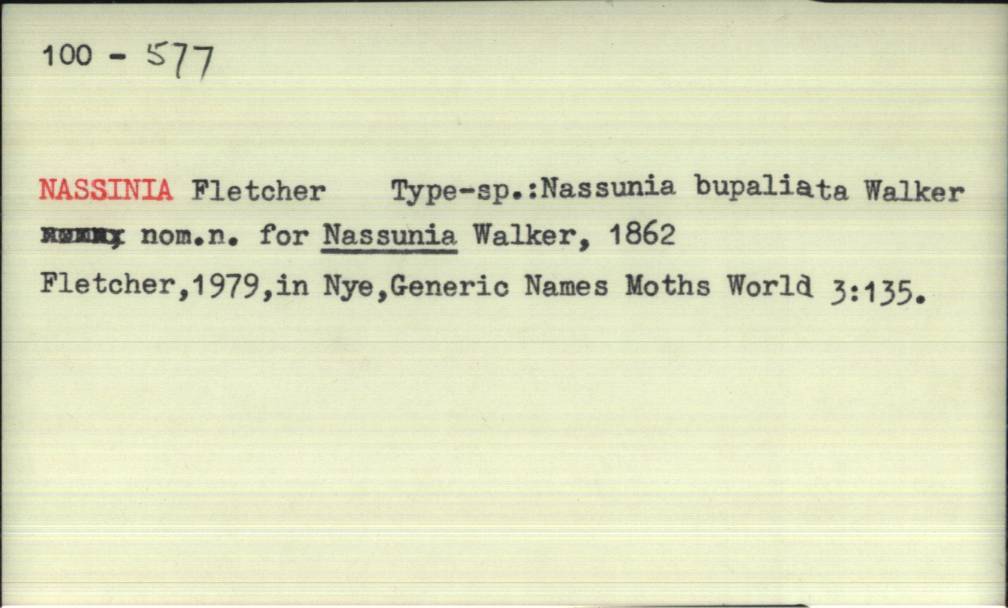 100 - 577
NASSINIA Fletcher Type-sp.:Nassunia bupaliata Walker
nom.n. for Nassunia Walker, 1862
Fletcher,1979,in Nye,Generic Names Moths World 3:135.